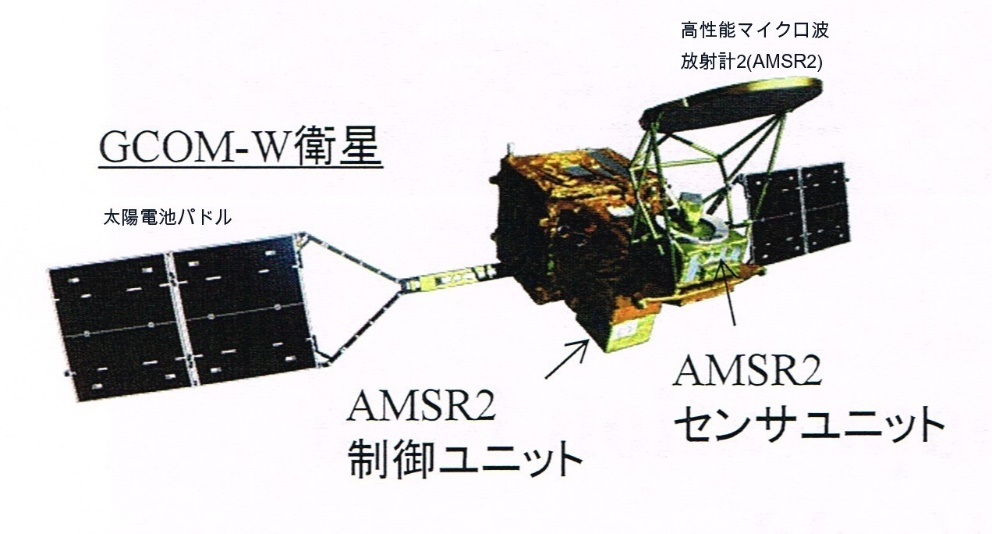 高性能マイクロ波
放射計2(AMSR2)
GCOM-W衛星
太陽電池パドル
AMSR2
制御ユニット
AMSR2
センサユニット